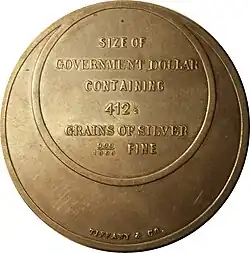 SIZE OF
GOVERNMENT DOLLAR
CONTAINING
412½
GRAINS OF SILVER
900/1000 FINE
TIFFANY & CO.